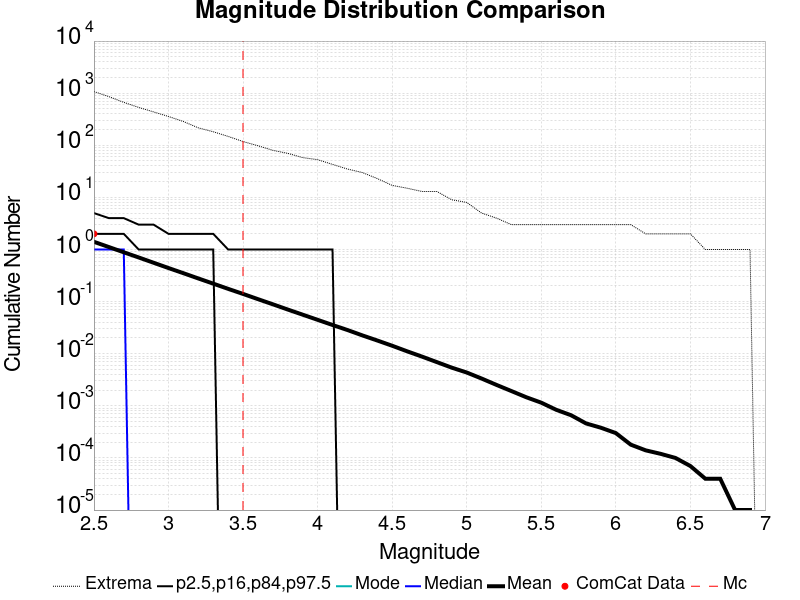 Magnitude Distribution Comparison
10^4
10^3
10^2
10^1
10^0
10^-1
10^-2
10^-3
10^-4
10^-5
Cumulative Number
2.5 3 3.5 4 4.5 5 5.5 6 6.5 7
Magnitude
Extrema p2.5,p16,p84,p97.5 Mode Median Mean ComCat Data Mc